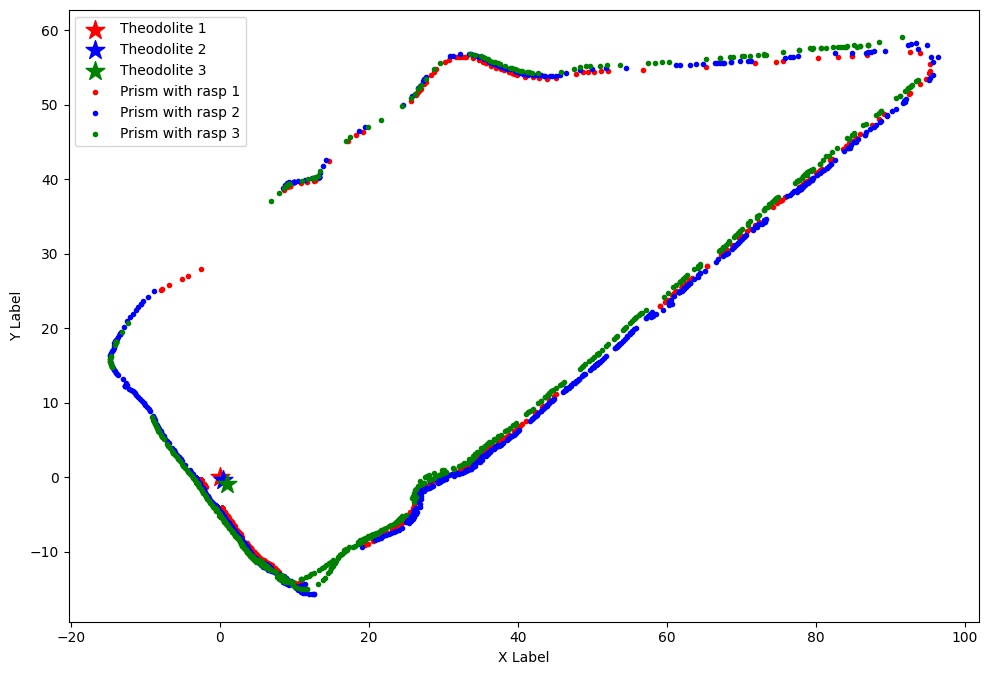 Theodolite 1
Theodolite 2
Theodolite 3
Prism with rasp 1
Prism with rasp 2
Prism with rasp 3
60
50
40
30
20
10
0
−10
Y Label
−20 0 20 40 60 80 100
X Label